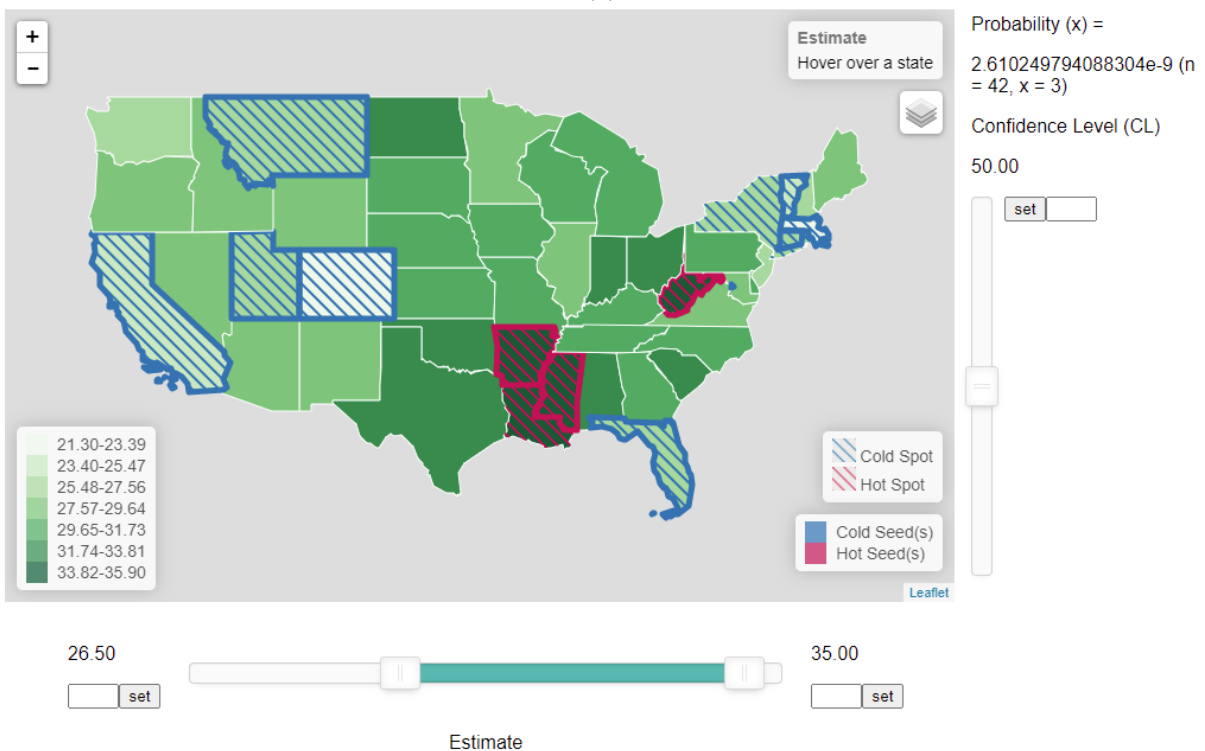 +
−
Estimate
Hover over a state
21.30-23.39
23.40-25.47
25.48-27.56
27.57-29.64
29.65-31.73
31.74-33.81
33.82-35.90
Cold Spot
Hot Spot
Cold Seed(s)
Hot Seed(s)
Leaflet
Probability (x) =
2.610249794088304e-9 (n
= 42, x = 3)
Confidence Level (CL)
50.00
set
26.50
set
35.00
set
Estimate